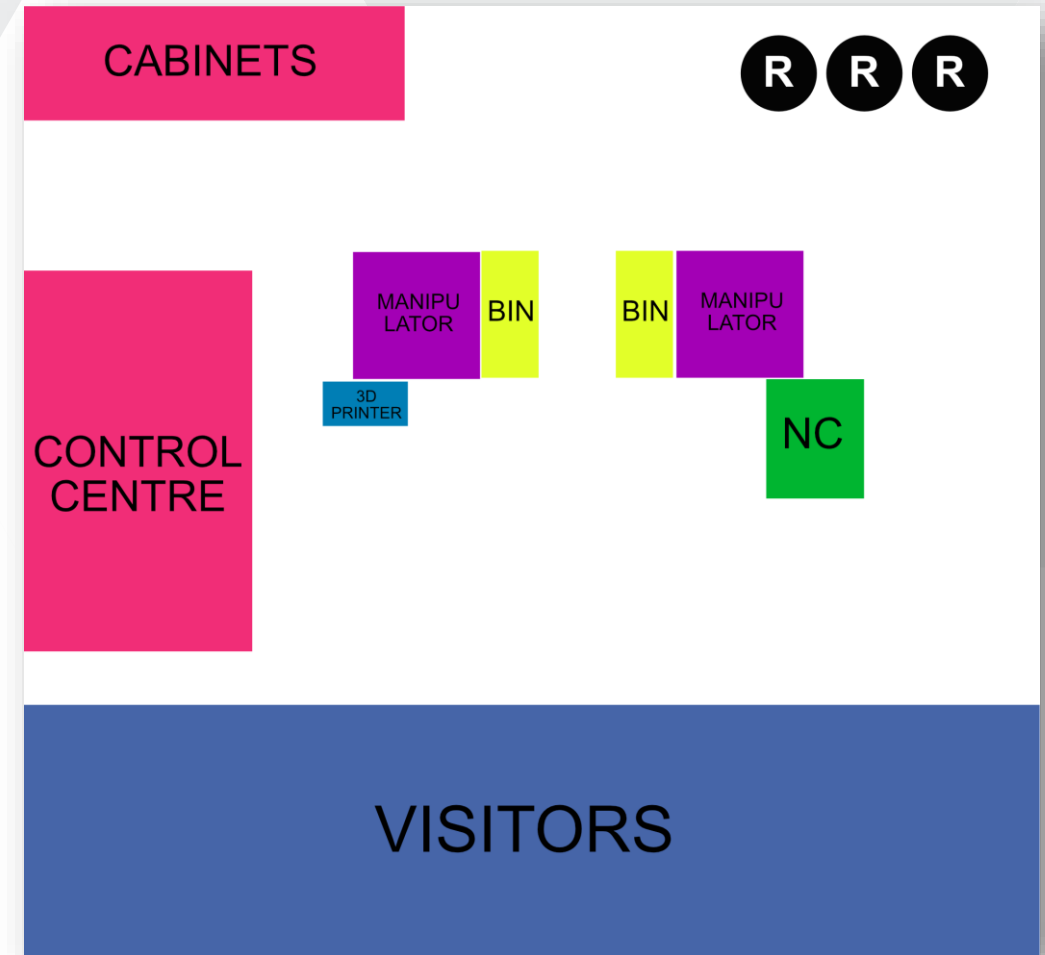 CABINETS
R R R
MANIPU
LATOR
BIN
BIN
MANIPU
LATOR
3D
PRINTER
NC
CONTROL
CENTRE
VISITORS